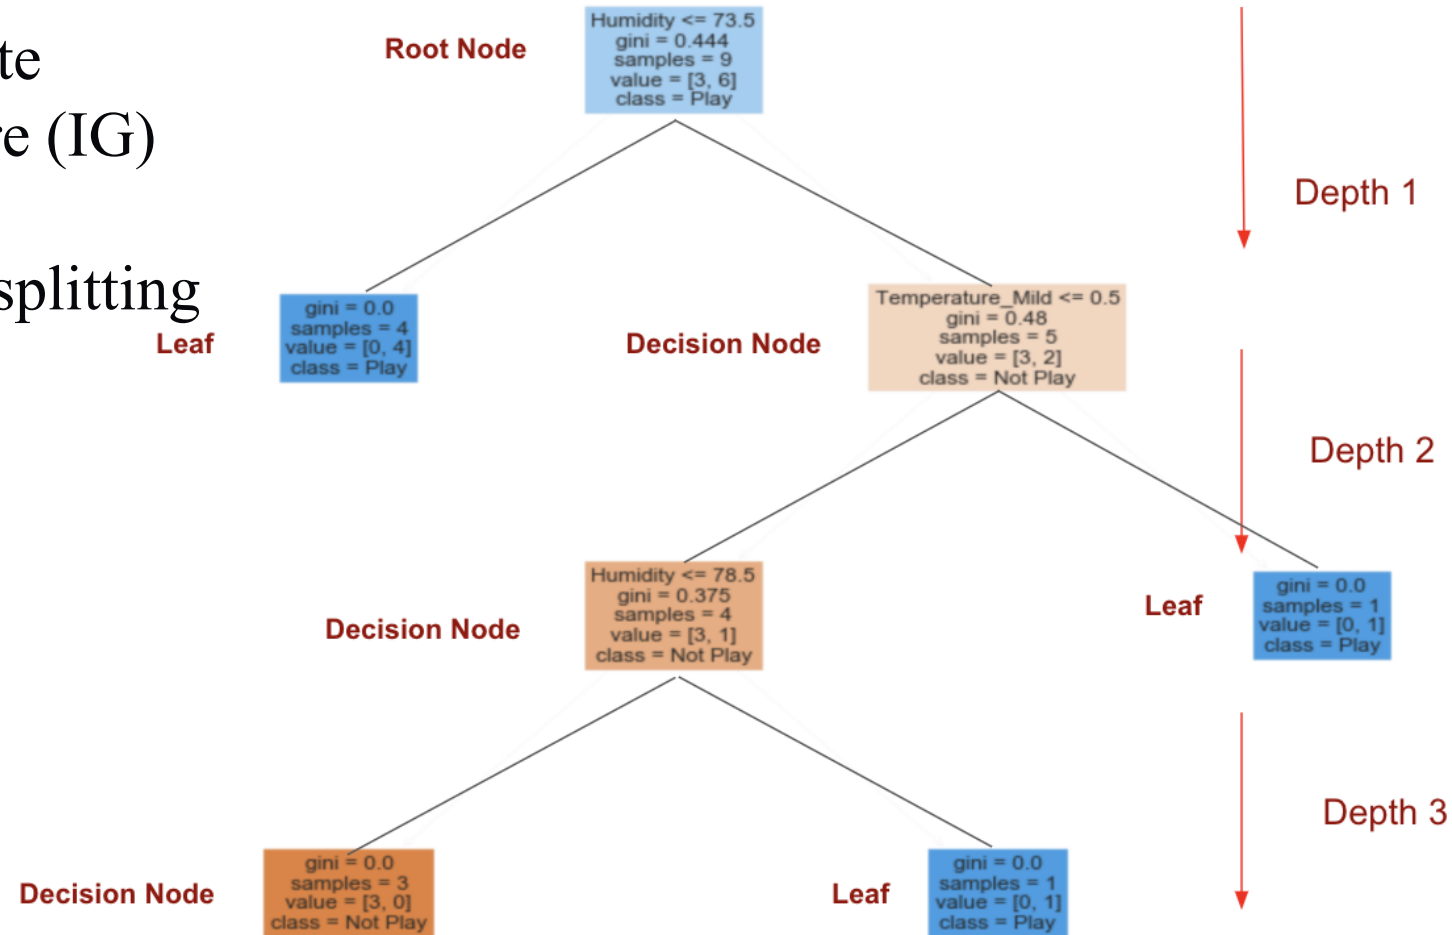 te
re (IG)
splitting
Root Node
Humidity <= 73.5
gini = 0.444
samples = 9
value = [3, 6]
class = Play
Depth 1
Leaf
gini = 0.0
samples = 4
value = [0, 4]
class = Play
Decision Node
Temperature_Mild <= 0.5
gini = 0.48
samples = 5
value = [3, 2]
class = Not Play
Depth 2
Decision Node
Humidity <= 78.5
gini = 0.375
samples = 4
value = [3, 1]
class = Not Play
Leaf
gini = 0.0
samples = 1
value = [0, 1]
class = Play
Depth 3
Decision Node
gini = 0.0
samples = 3
value = [3, 0]
class = Not Play
Leaf
gini = 0.0
samples = 1
value = [0, 1]
class = Play